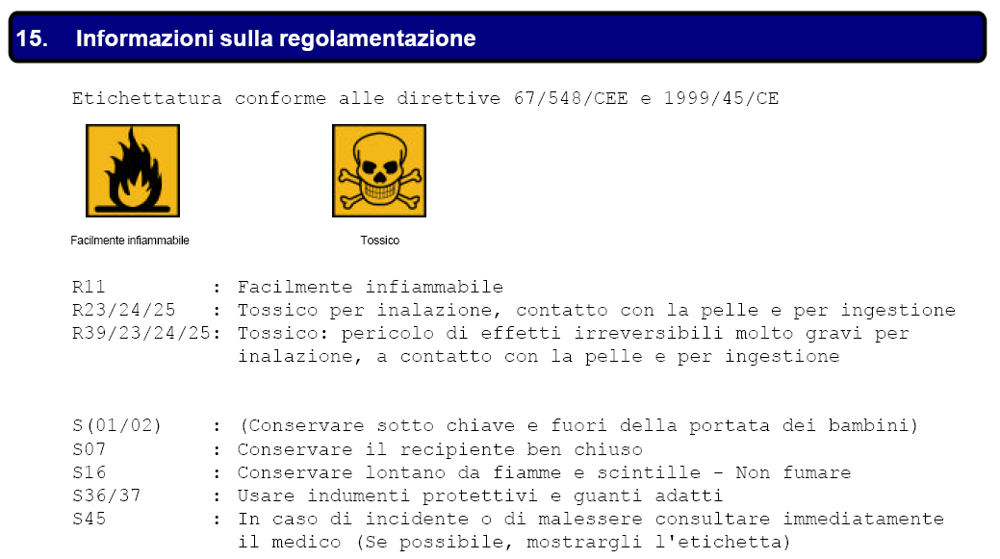 15. Informazioni sulla regolamentazione
Etichettatura conforme alle direttive 67/548/CEE e 1999/45/CE
Facilmente infiammabile
Tossico
R11 : Facilmente infiammabile
R23/24/25 : Tossico per inalazione, contatto con la pelle e per ingestione
R39/23/24/25: Tossico: pericolo di effetti irreversibili molto gravi per
inalazione, a contatto con la pelle e per ingestione
S(01/02) : (Conservare sotto chiave e fuori della portata dei bambini)
S07 : Conservare il recipiente ben chiuso
S16 : Conservare lontano da fiamme e scintille - Non fumare
S36/37 : Usare indumenti protettivi e guanti adatti
S45 : In caso di incidente o di malessere consultare immediatamente
il medico (Se possibile, mostrargli l'etichetta)